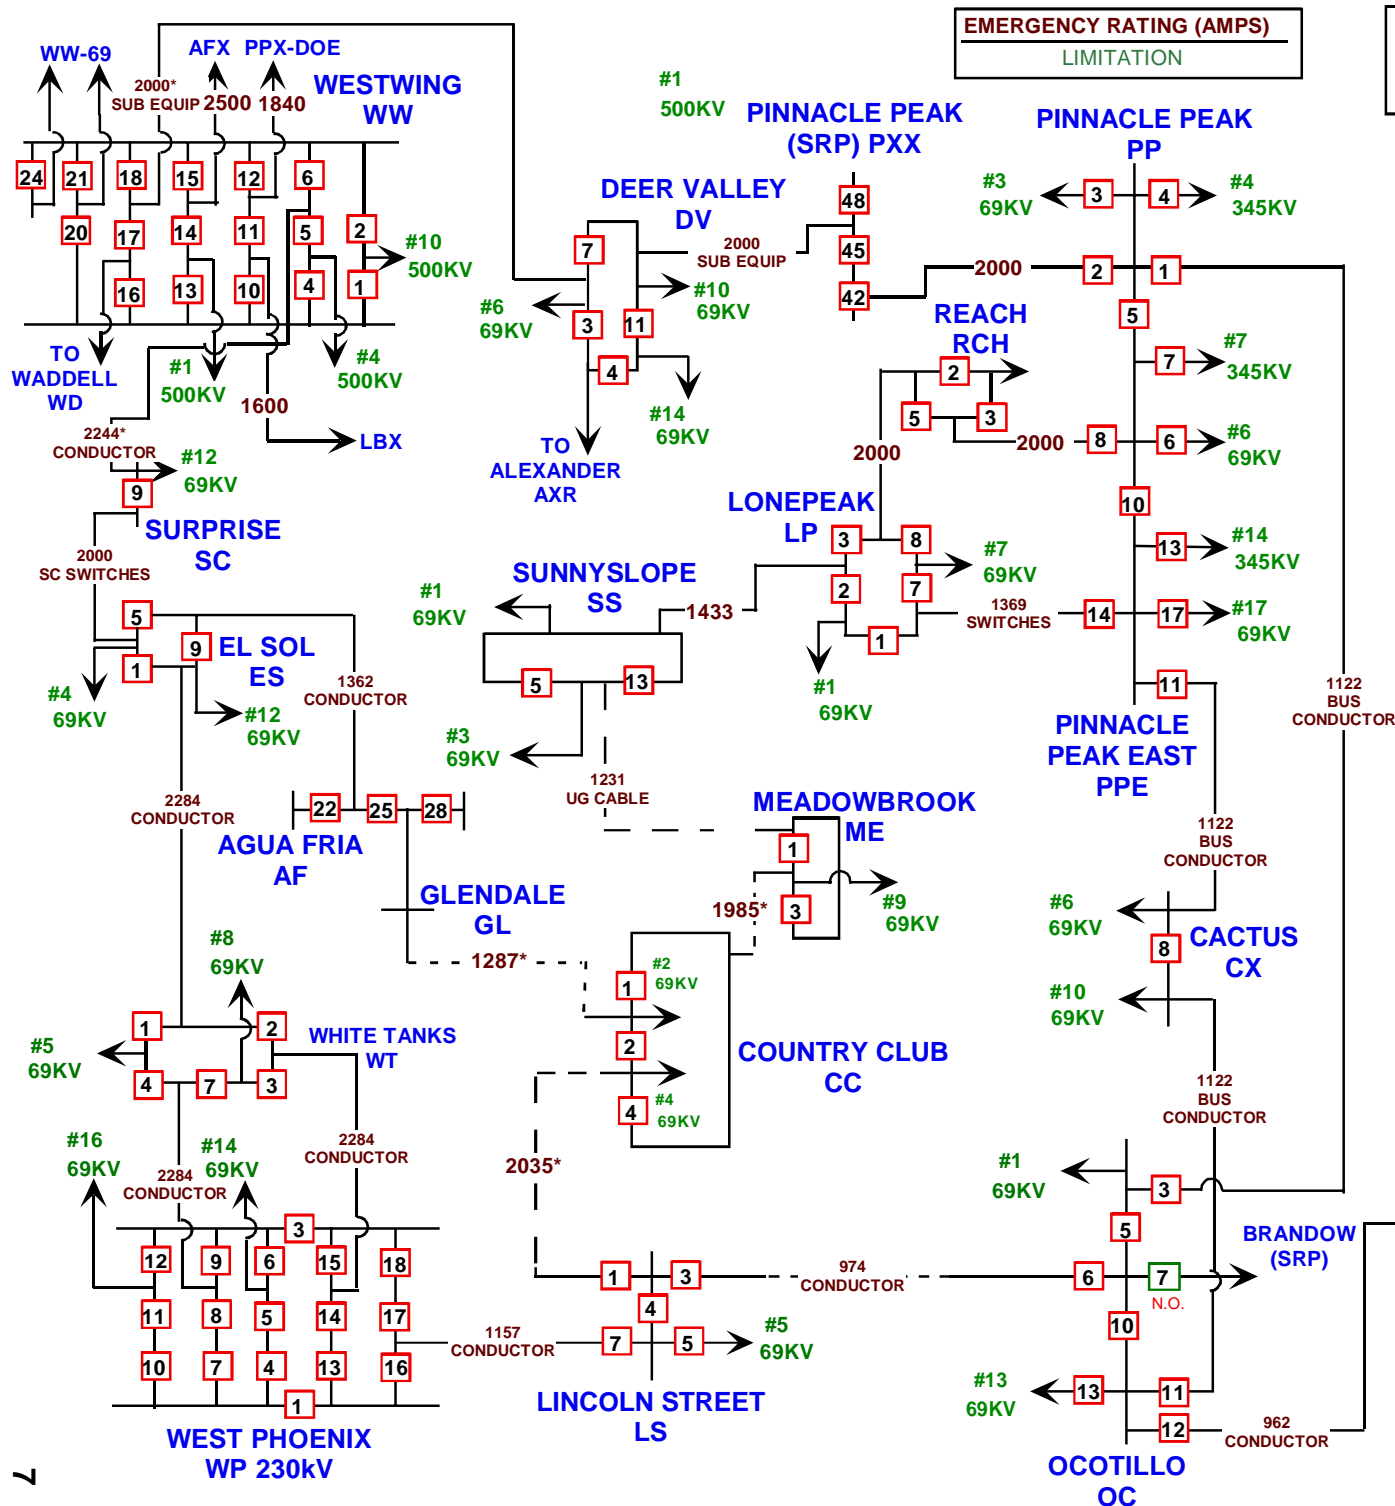 EMERGENCY RATING (AMPS)
LIMITATION
WW-69
AFX PPX-DOE
2000*
SUB EQUIP
2500
1840
WESTWING
WW
#1
500KV
PINNACLE PEAK
(SRP) PXX
PINNACLE PEAK
PP
24
21
18
15
12
6
20
17
14
11
5
2
16
13
10
4
1
#10
500KV
TO
WADDELL
WD
#1
500KV
#4
500KV
1600
LBX
2244*
CONDUCTOR
#12
69KV
9
SURPRISE
SC
2000
SC SWITCHES
DEER VALLEY
DV
7
3
11
4
#6
69KV
#10
69KV
#14
69KV
TO
ALEXANDER
AXR
2000
SUB EQUIP
48
45
42
2000
#3
69KV
3
4
#4
345KV
2
1
5
7
#7
345KV
REACH
RCH
2
5
3
2000
2000
8
6
#6
69KV
10
LONEPEAK
LP
3
8
2
7
1
#7
69KV
#1
69KV
1369
SWITCHES
13
#14
345KV
14
17
#17
69KV
11
PINNACLE
PEAK EAST
PPE
1122
BUS
CONDUCTOR
SUNNYSLOPE
SS
#1
69KV
1433
5
13
#3
69KV
1231
UG CABLE
5
9
1
EL SOL
ES
#4
69KV
#12
69KV
1362
CONDUCTOR
2284
CONDUCTOR
22
25
28
AGUA FRIA
AF
GLENDALE
GL
1287*
MEADOWBROOK
ME
1
3
#9
69KV
1985*
1122
BUS
CONDUCTOR
#6
69KV
8
CACTUS
CX
#10
69KV
1
#2
69KV
2
4
#4
69KV
COUNTRY CLUB
CC
2035*
#8
69KV
1
2
WHITE TANKS
WT
#5
69KV
4
7
3
#16
69KV
#14
69KV
2284
CONDUCTOR
2284
CONDUCTOR
3
12
9
6
15
18
11
8
5
14
17
10
7
4
13
16
1
WEST PHOENIX
WP 230kV
1157
CONDUCTOR
1
3
4
7
5
#5
69KV
LINCOLN STREET
LS
974
CONDUCTOR
1122
BUS
CONDUCTOR
#1
69KV
3
5
6
7
N.O.
BRANDOW
(SRP)
10
#13
69KV
13
11
12
962
CONDUCTOR
OCOTILLO
OC
7